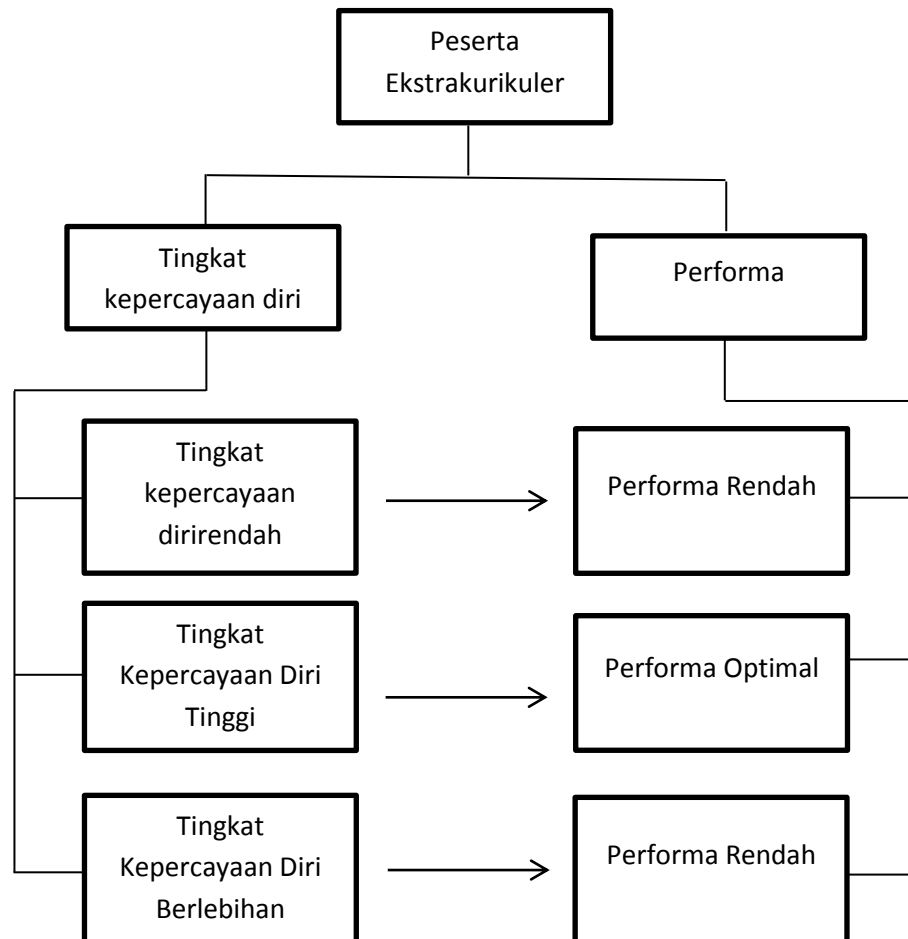 Peserta
Ekstrakurikuler
Tingkat
kepercayaan diri
Performa
Tingkat
kepercayaan
dirirendah
Performa Rendah
Tingkat
Kepercayaan Diri
Tinggi
Performa Optimal
Tingkat
Kepercayaan Diri
Berlebihan
Performa Rendah